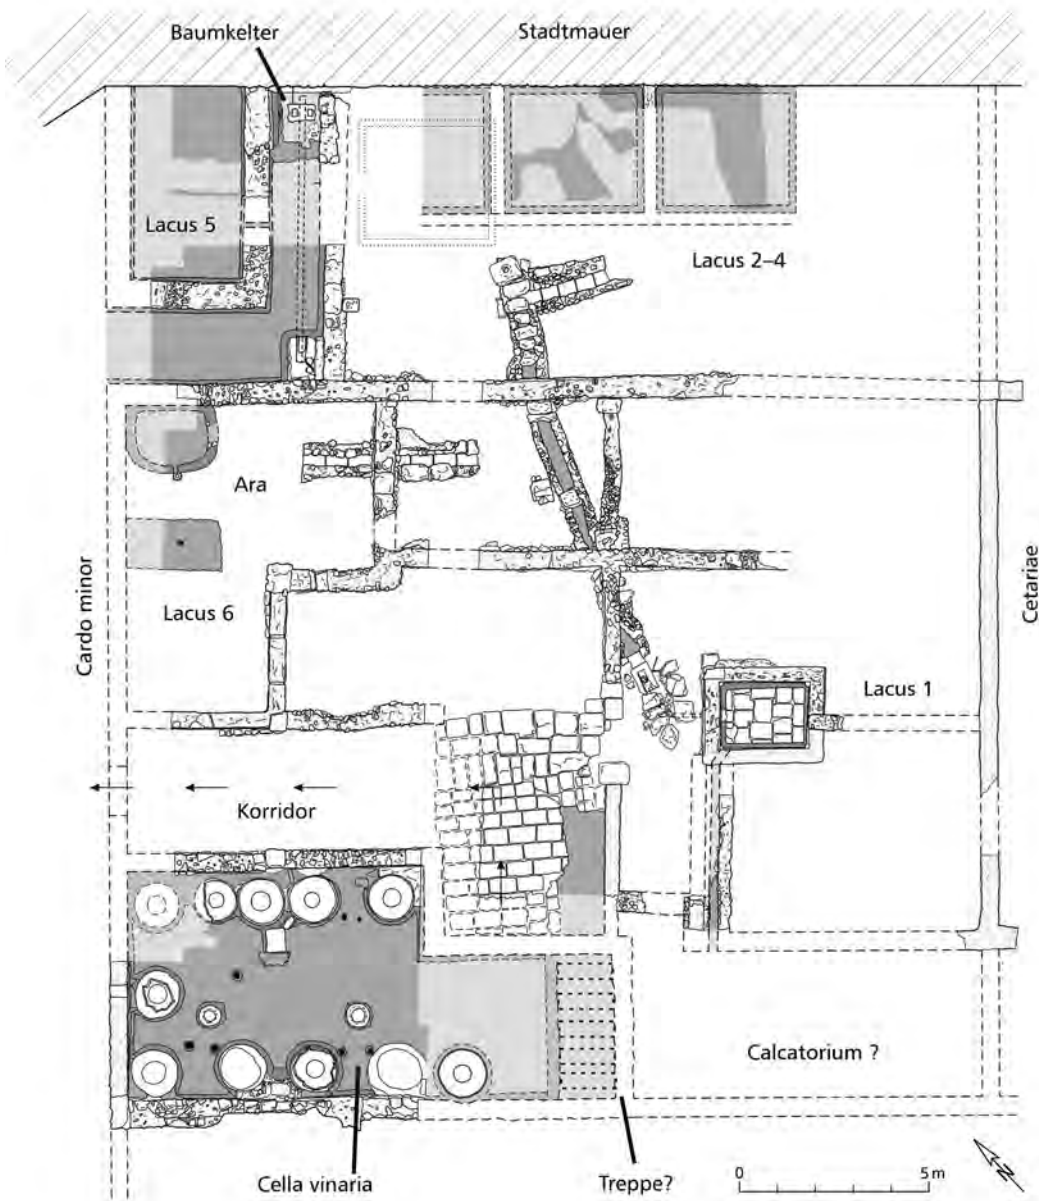 Baumkelter
Stadtmauer
Lacus 5
Lacus 2–4
Ara
Cardo minor
Lacus 6
Cetariae
Lacus 1
Korridor
Calcatorium ?
Cella vinaria
Treppe?
0
5 m
N